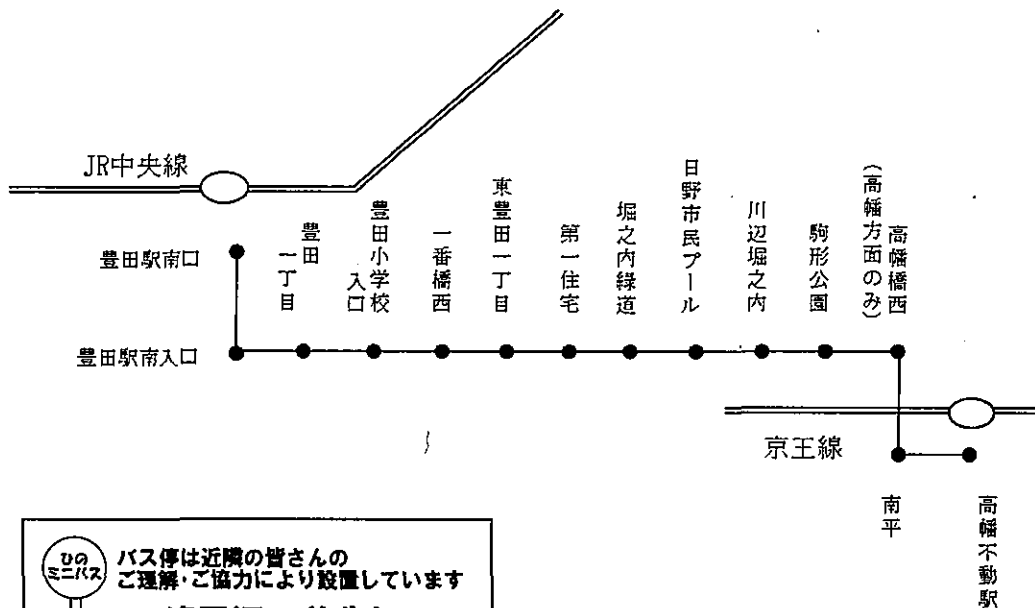 JR中央線
豊田駅南口
豊田駅南入口
豊田
一丁目
豊田小学校
入口
一番橋西
東豊田一丁目
第一住宅
堀之内緑道
日野市民プール
川辺堀之内
駒形公園
高幡橋西
(高幡方面のみ)
京王線
南平
高幡不動駅
ひの
ミニバス
バス停は近隣の皆さんの
ご理解・ご協力により設置しています